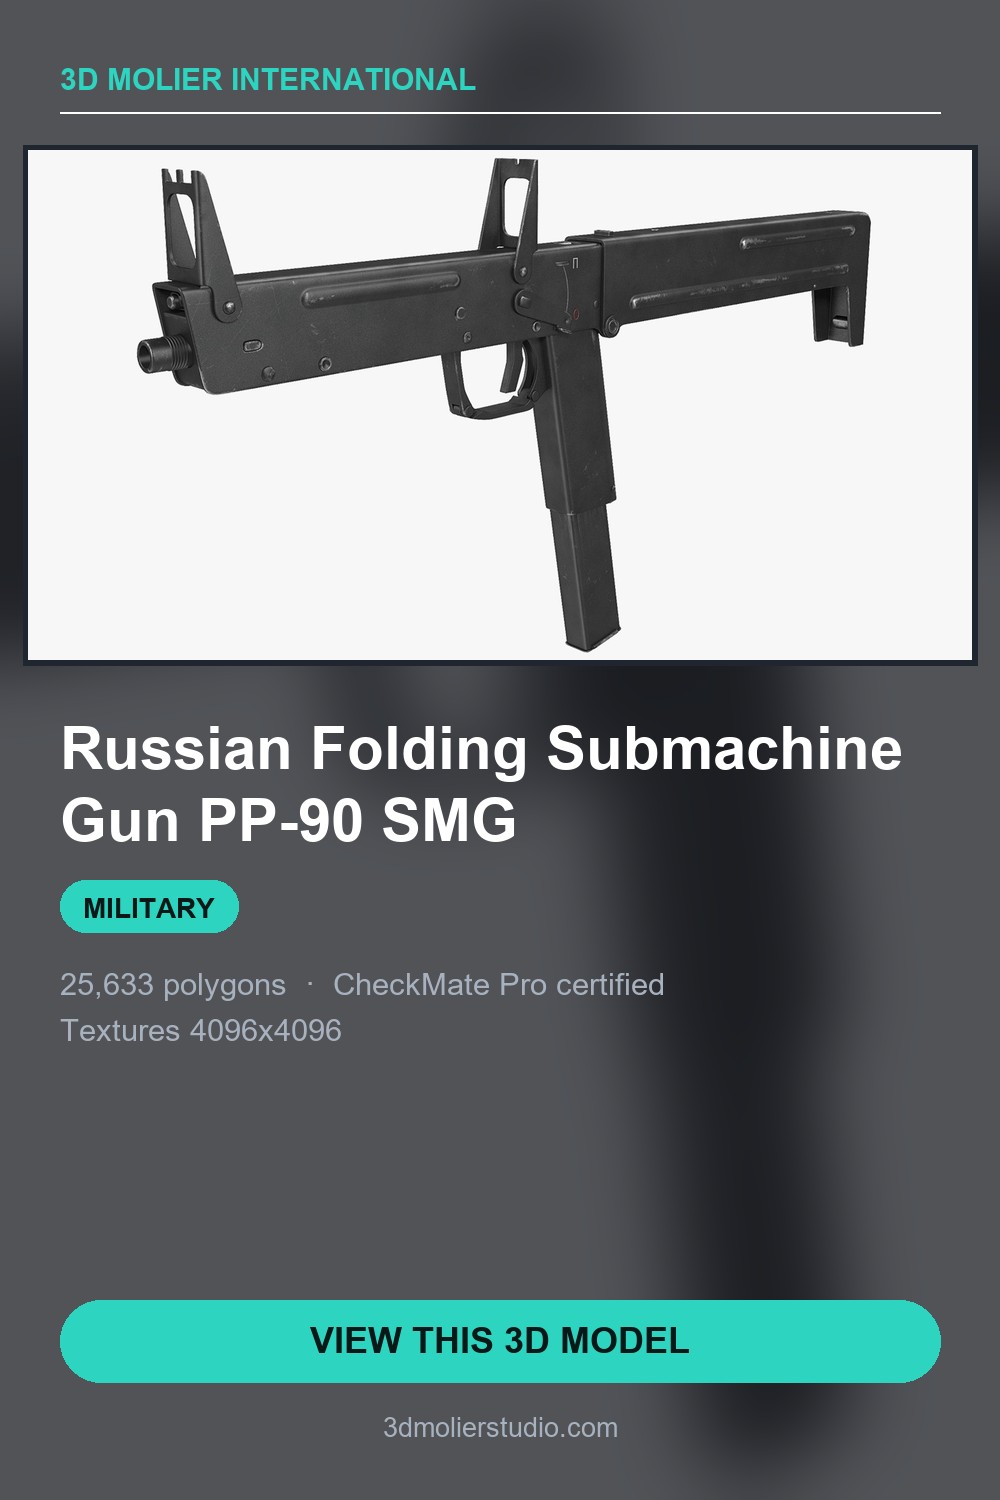 3D MOLIER INTERNATIONAL
Russian Folding Submachine
Gun PP-90 SMG
MILITARY
25,633 polygons · CheckMate Pro certified
Textures 4096x4096
VIEW THIS 3D MODEL
3dmolierstudio.com